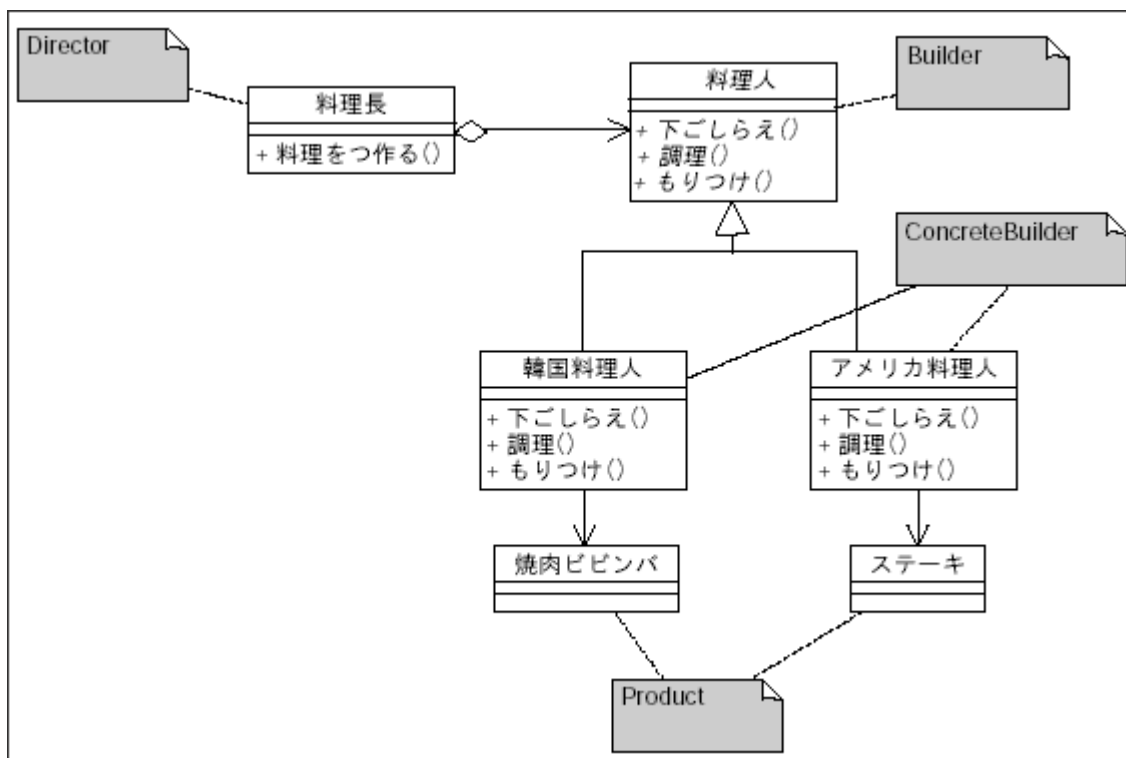 Director
料理長
+ 料理をつ作る()
料理人
+ 下ごしらえ()
+ 調理()
+ もりつけ()
Builder
ConcreteBuilder
韓国料理人
+ 下ごしらえ()
+ 調理()
+ もりつけ()
アメリカ料理人
+ 下ごしらえ()
+ 調理()
+ もりつけ()
焼肉ビビンバ
ステーキ
Product